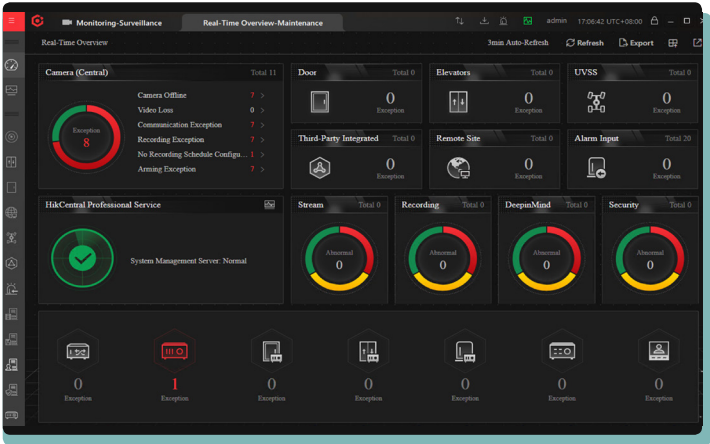 Monitoring-Surveillance Real-Time Overview-Maintenance admin 17:06:42 UTC+08:00
Real-Time Overview 3min Auto-Refresh Refresh Export
Camera (Central) Total 11
Exception
8
Camera Offline 7
Video Loss 0
Communication Exception 7
Recording Exception 7
No Recording Schedule Configu... 1
Arming Exception 7
Door Total 0
0
Exception
Elevators Total 0
0
Exception
UVSS Total 0
0
Exception
Third-Party Integrated Total 0
0
Exception
Remote Site Total 0
0
Exception
Alarm Input Total 20
0
Exception
HikCentral Professional Service
System Management Server: Normal
Stream Total 0
Abnormal
0
Recording Total 0
Abnormal
0
DeepinMind Total 0
Abnormal
0
Security Total 0
Abnormal
0
0 1 0 0 0 0 0
Exception Exception Exception Exception Exception Exception Exception